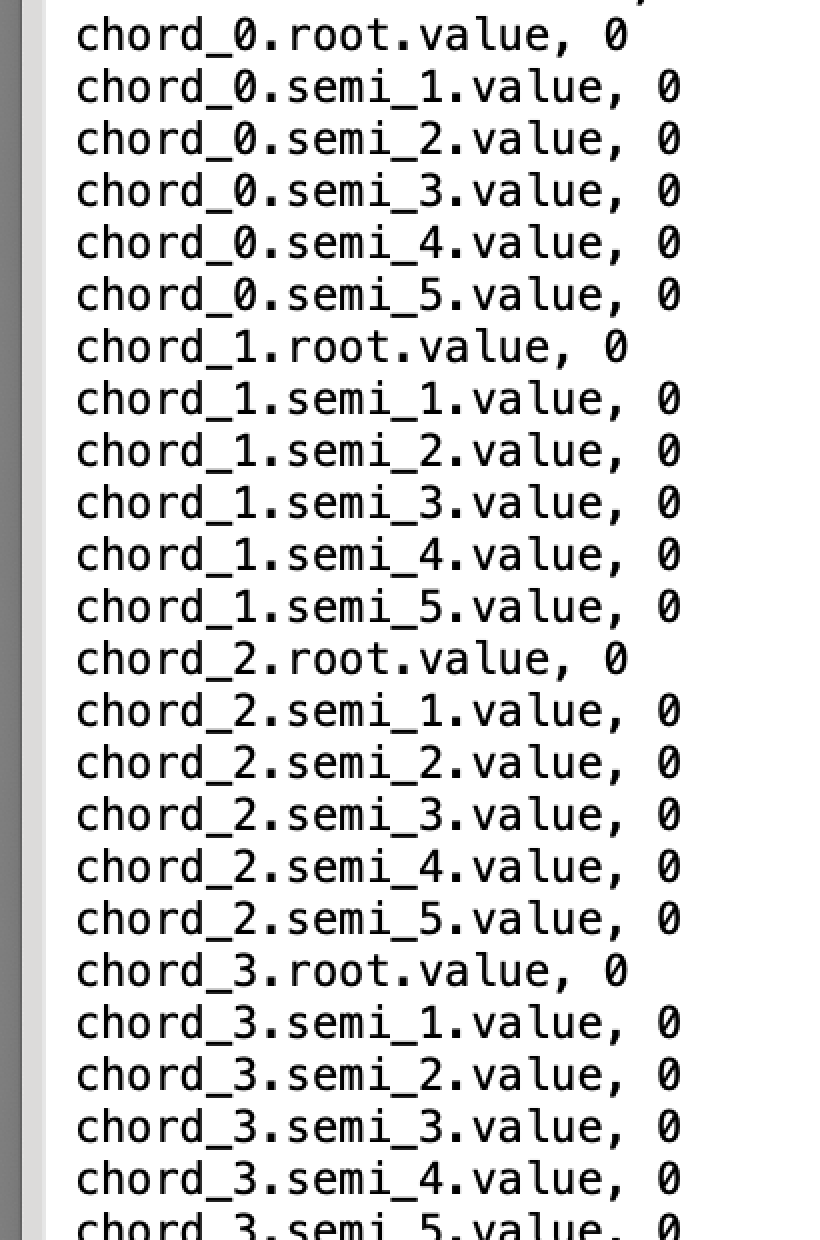 chord_0.root.value, 0
chord_0.semi_1.value, 0
chord_0.semi_2.value, 0
chord_0.semi_3.value, 0
chord_0.semi_4.value, 0
chord_0.semi_5.value, 0
chord_1.root.value, 0
chord_1.semi_1.value, 0
chord_1.semi_2.value, 0
chord_1.semi_3.value, 0
chord_1.semi_4.value, 0
chord_1.semi_5.value, 0
chord_2.root.value, 0
chord_2.semi_1.value, 0
chord_2.semi_2.value, 0
chord_2.semi_3.value, 0
chord_2.semi_4.value, 0
chord_2.semi_5.value, 0
chord_3.root.value, 0
chord_3.semi_1.value, 0
chord_3.semi_2.value, 0
chord_3.semi_3.value, 0
chord_3.semi_4.value, 0
chord_3.semi_5.value, 0